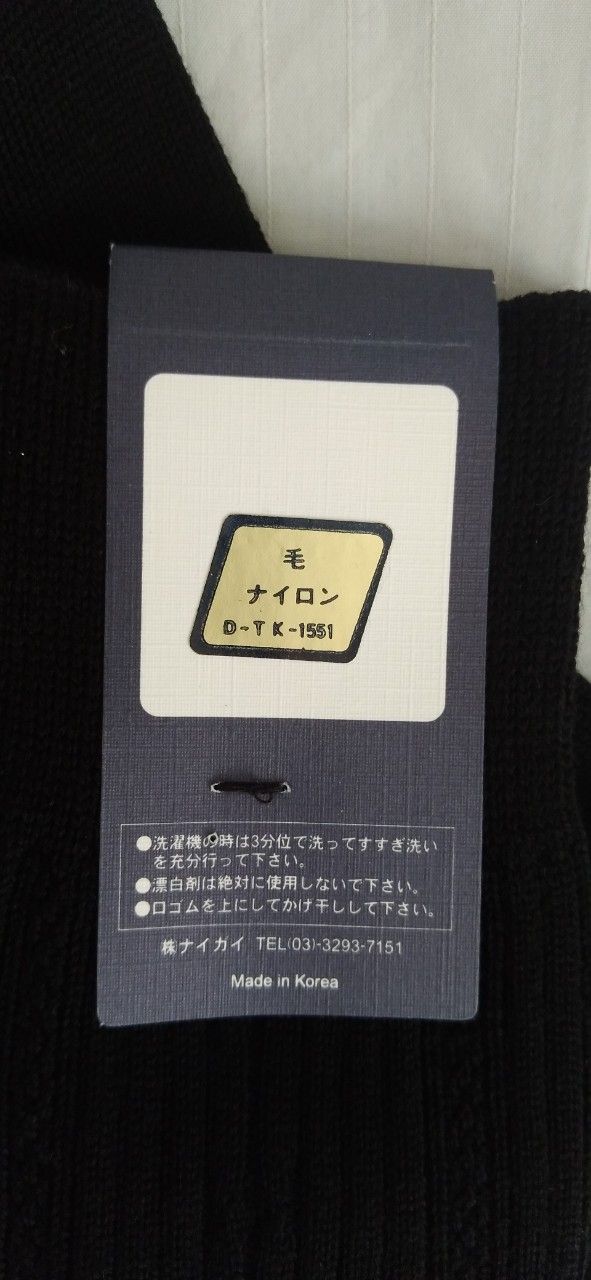 毛
ナイロン
D-TK-1551
●洗濯機の時は3分位で洗ってすすぎ洗い
を充分行って下さい。
●漂白剤は絶対に使用しないで下さい。
●口ゴムを上にしてかげ干しして下さい。
㈱ナイガイ TEL(03)-3293-7151
Made in Korea